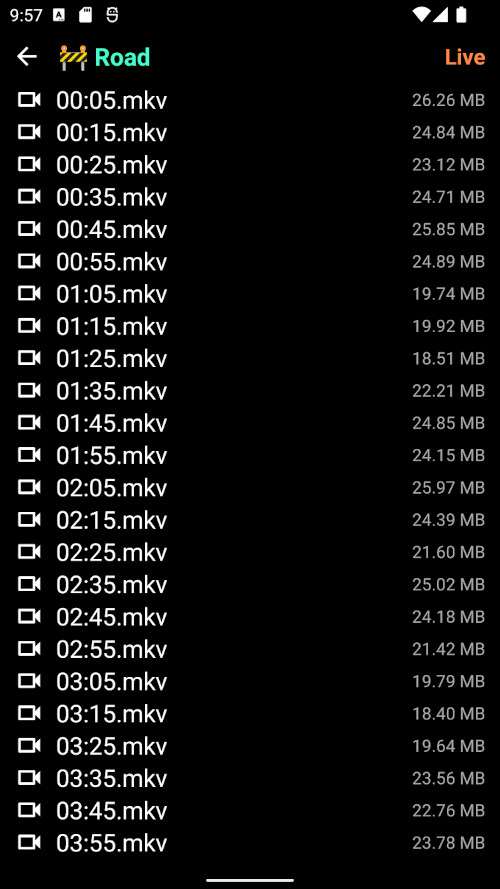 9:57
Road
Live
00:05.mkv 26.26 MB
00:15.mkv 24.84 MB
00:25.mkv 23.12 MB
00:35.mkv 24.71 MB
00:45.mkv 25.85 MB
00:55.mkv 24.89 MB
01:05.mkv 19.74 MB
01:15.mkv 19.92 MB
01:25.mkv 18.51 MB
01:35.mkv 22.21 MB
01:45.mkv 24.85 MB
01:55.mkv 24.15 MB
02:05.mkv 25.97 MB
02:15.mkv 24.39 MB
02:25.mkv 21.60 MB
02:35.mkv 25.02 MB
02:45.mkv 24.18 MB
02:55.mkv 21.42 MB
03:05.mkv 19.79 MB
03:15.mkv 18.40 MB
03:25.mkv 19.64 MB
03:35.mkv 23.56 MB
03:45.mkv 22.76 MB
03:55.mkv 23.78 MB